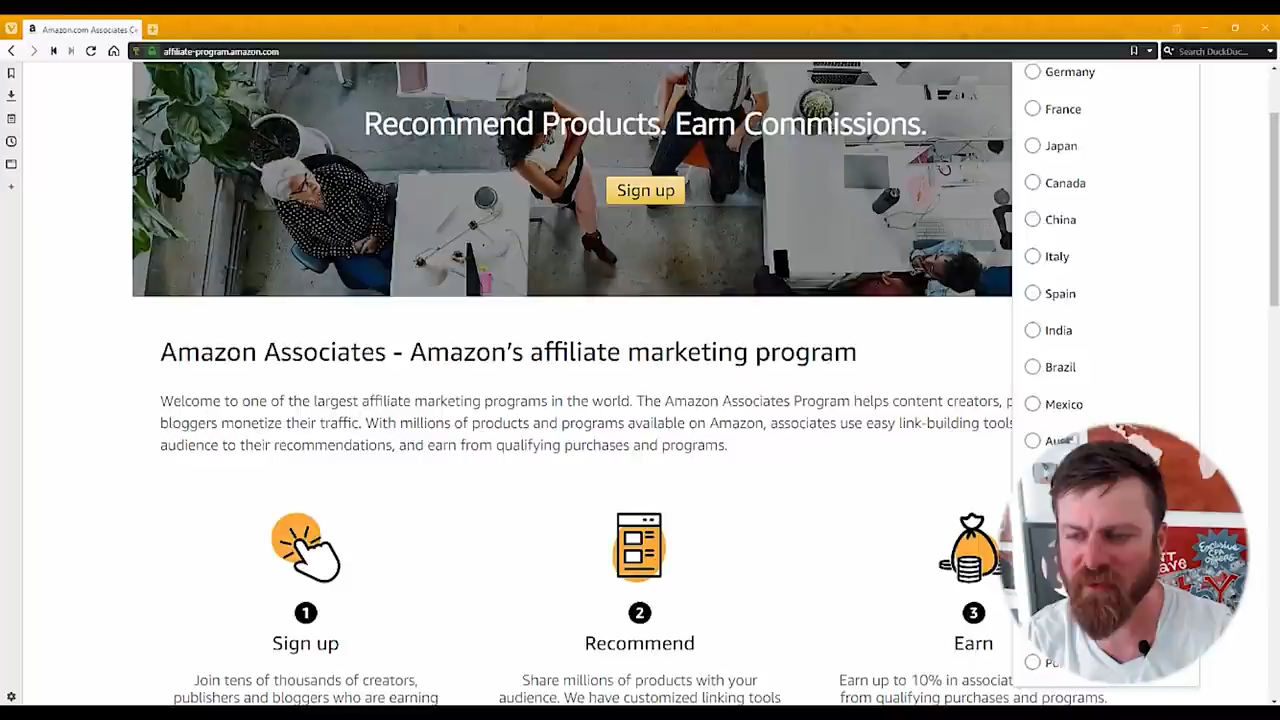 Amazon.com Associates C
affiliate-program.amazon.com
Search DuckDuc...
Recommend Products. Earn Commissions.
Sign up
Germany
France
Japan
Canada
China
Italy
Spain
India
Brazil
Mexico
Amazon Associates - Amazon's affiliate marketing program
Welcome to one of the largest affiliate marketing programs in the world. The Amazon Associates Program helps content creators, p
bloggers monetize their traffic. With millions of products and programs available on Amazon, associates use easy link-building tools
audience to their recommendations, and earn from qualifying purchases and programs.
1
Sign up
Join tens of thousands of creators,
publishers and bloggers who are earning
2
Recommend
Share millions of products with your
audience. We have customized linking tools
3
Earn
Earn up to 10% in associat
from qualifying purchases and programs.
Exclusive
CPA
offers